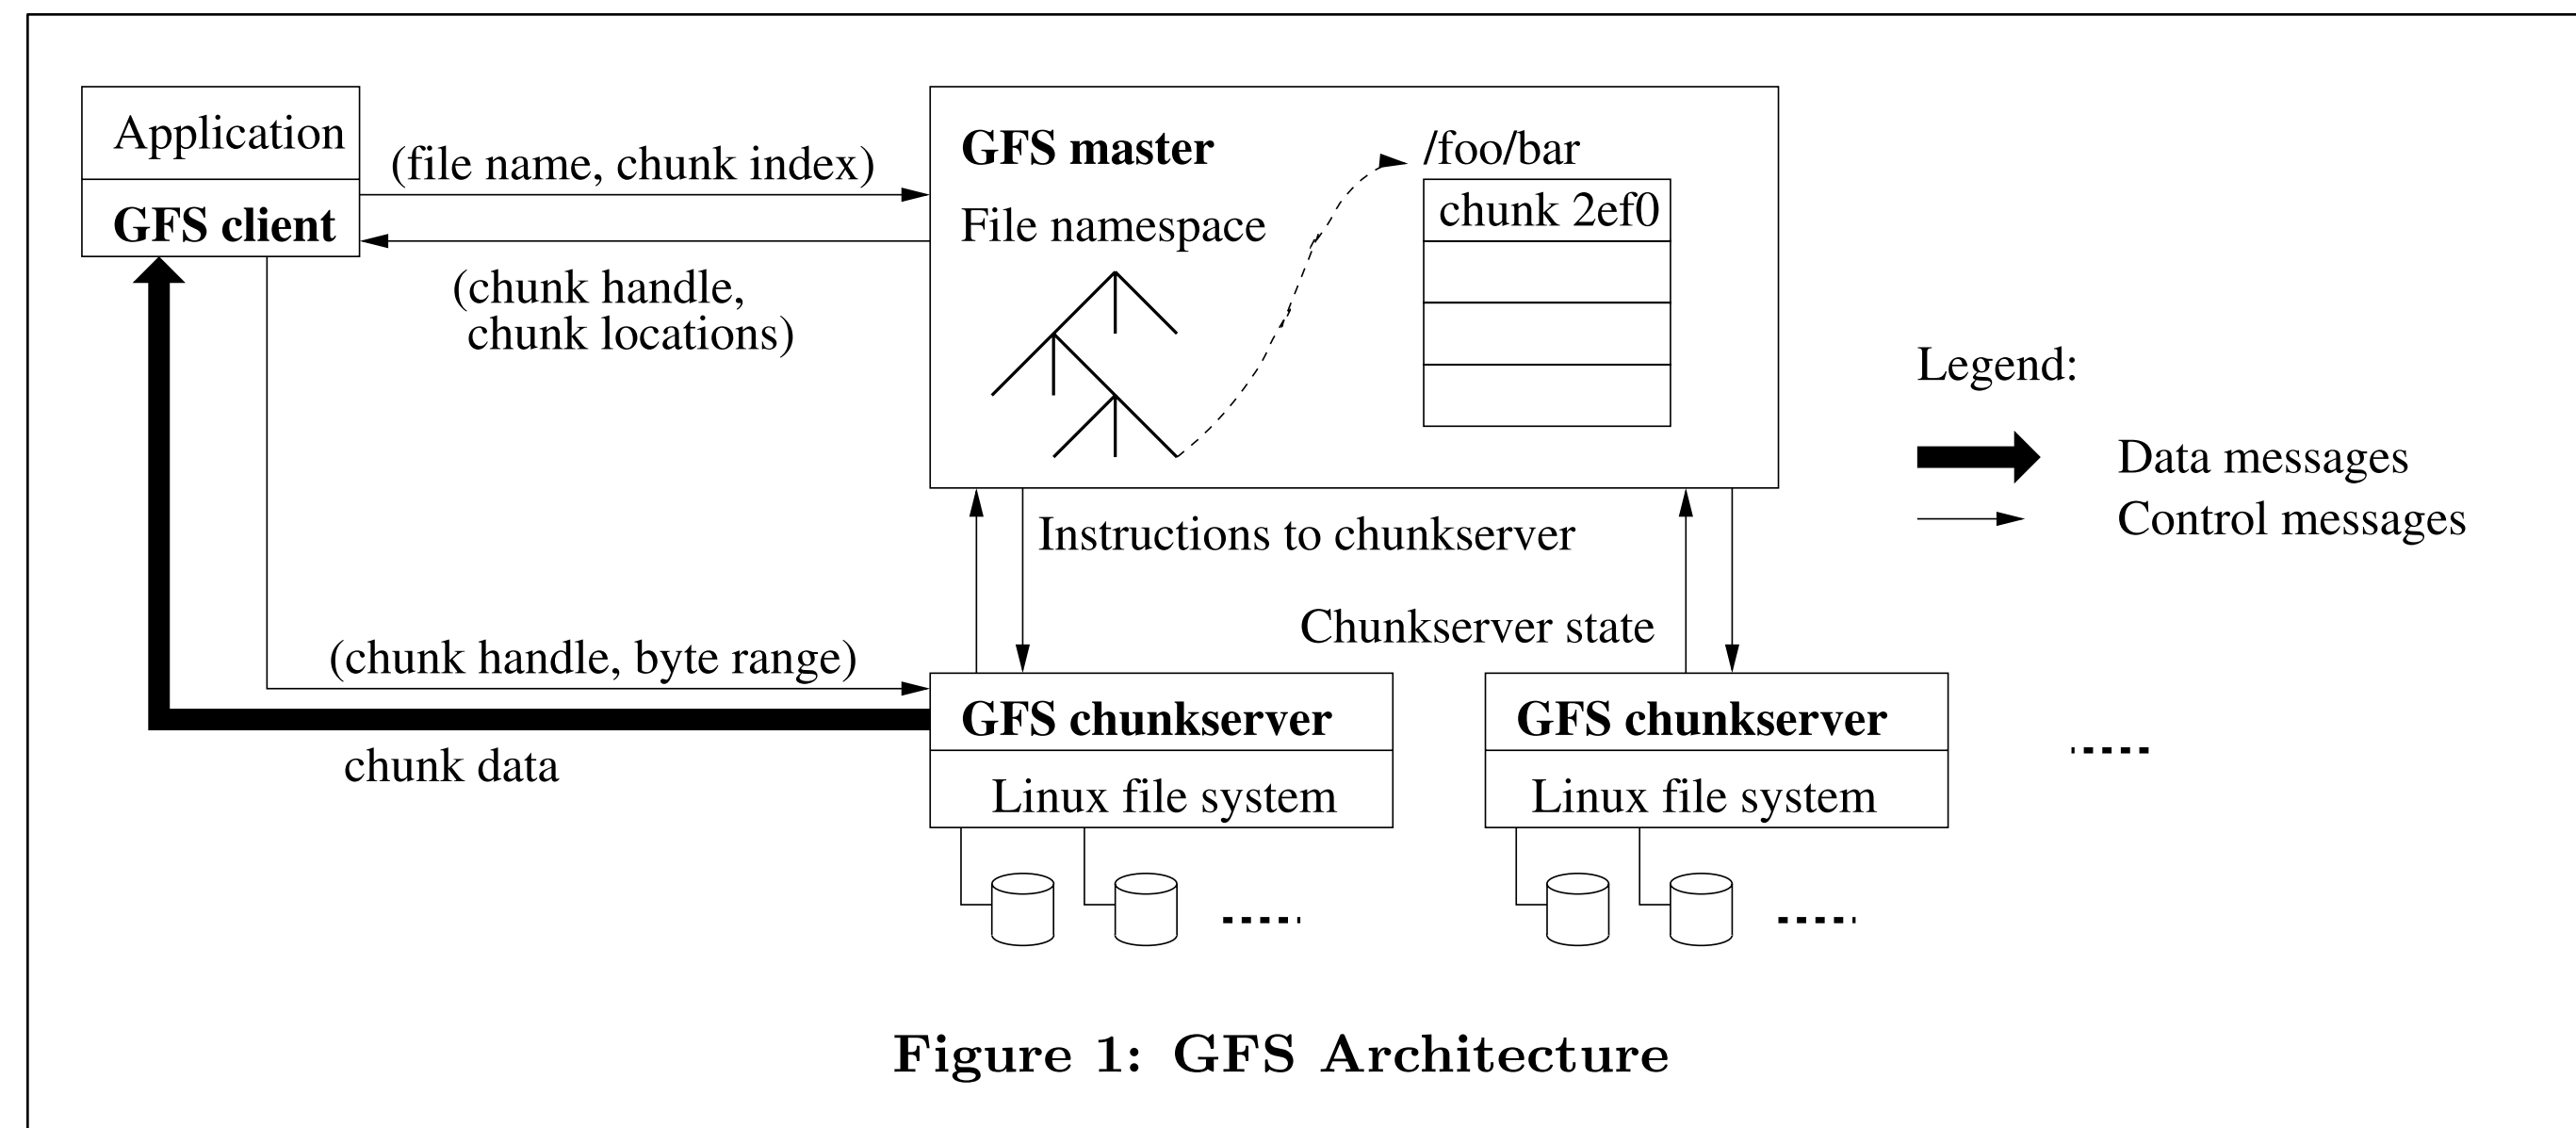 Application
GFS client
(file name, chunk index)
(chunk handle,
chunk locations)
GFS master
File namespace
/foo/bar
chunk 2ef0
Legend:
Data messages
Control messages
Instructions to chunkserver
Chunkserver state
(chunk handle, byte range)
chunk data
GFS chunkserver
Linux file system
GFS chunkserver
Linux file system
Figure 1: GFS Architecture